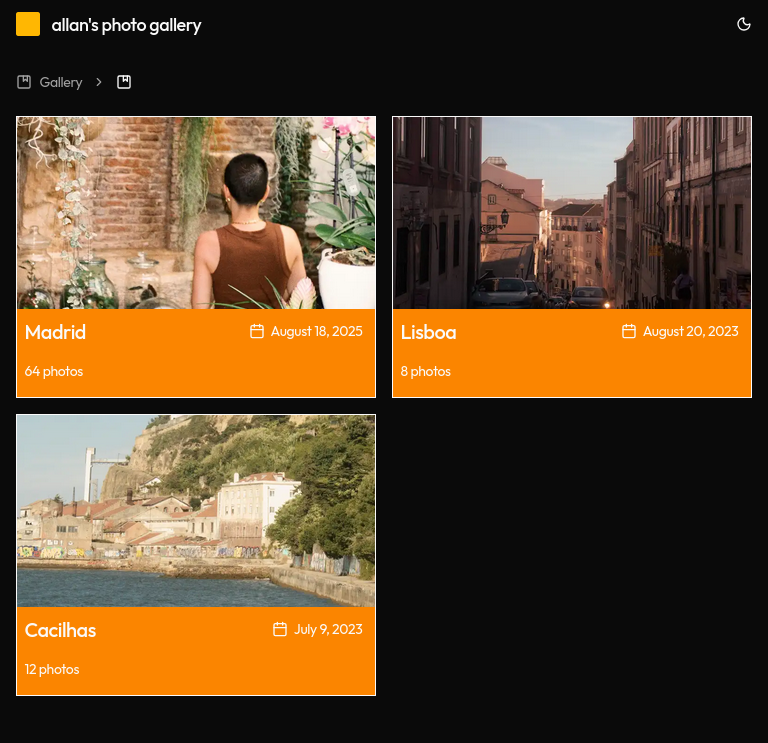 allan's photo gallery
Gallery
Madrid
August 18, 2025
64 photos
Lisboa
August 20, 2023
8 photos
Cacilhas
July 9, 2023
12 photos